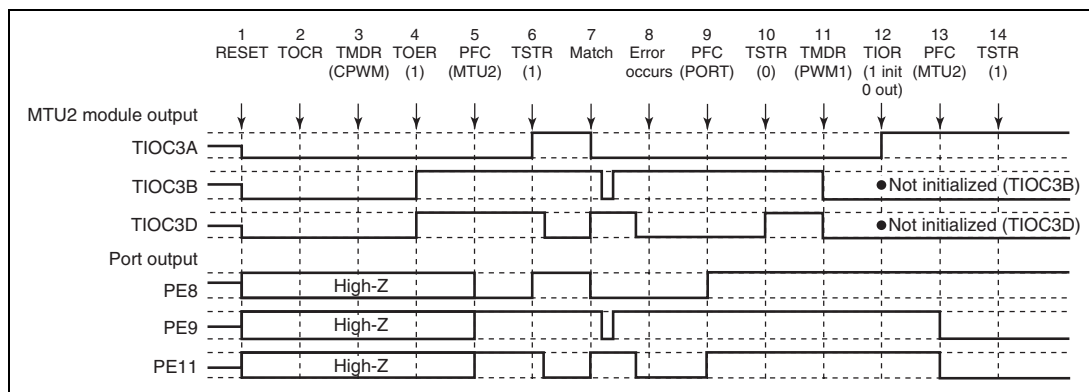 1 2 3 4 5 6 7 8 9 10 11 12 13 14
RESET TOCR TMDR TOER PFC TSTR Match Error PFC TSTR TMDR TIOR PFC TSTR
(CPWM) (1) (MTU2) (1) occurs (PORT) (0) (PWM1) (1 init (MTU2) (1)
0 out)
MTU2 module output
TIOC3A
TIOC3B
● Not initialized (TIOC3B)
TIOC3D
● Not initialized (TIOC3D)
Port output
PE8
High-Z
PE9
High-Z
PE11
High-Z